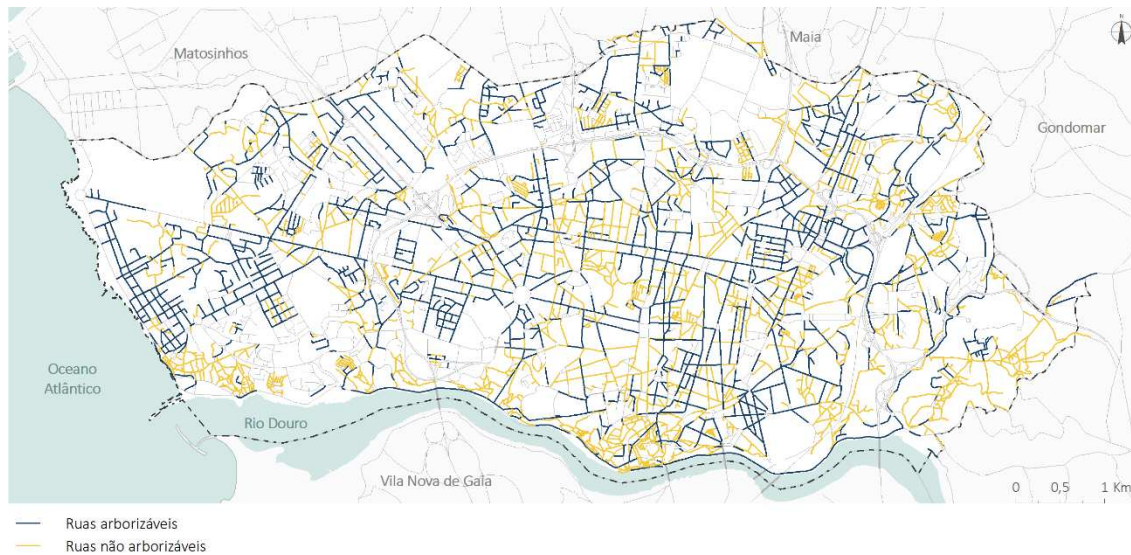 N
Maia
Matosinhos
Gondomar
Oceano
Atlântico
Rio Douro
Vila Nova de Gaia
0 0,5 1 Km
Ruas arborizáveis
Ruas não arborizáveis